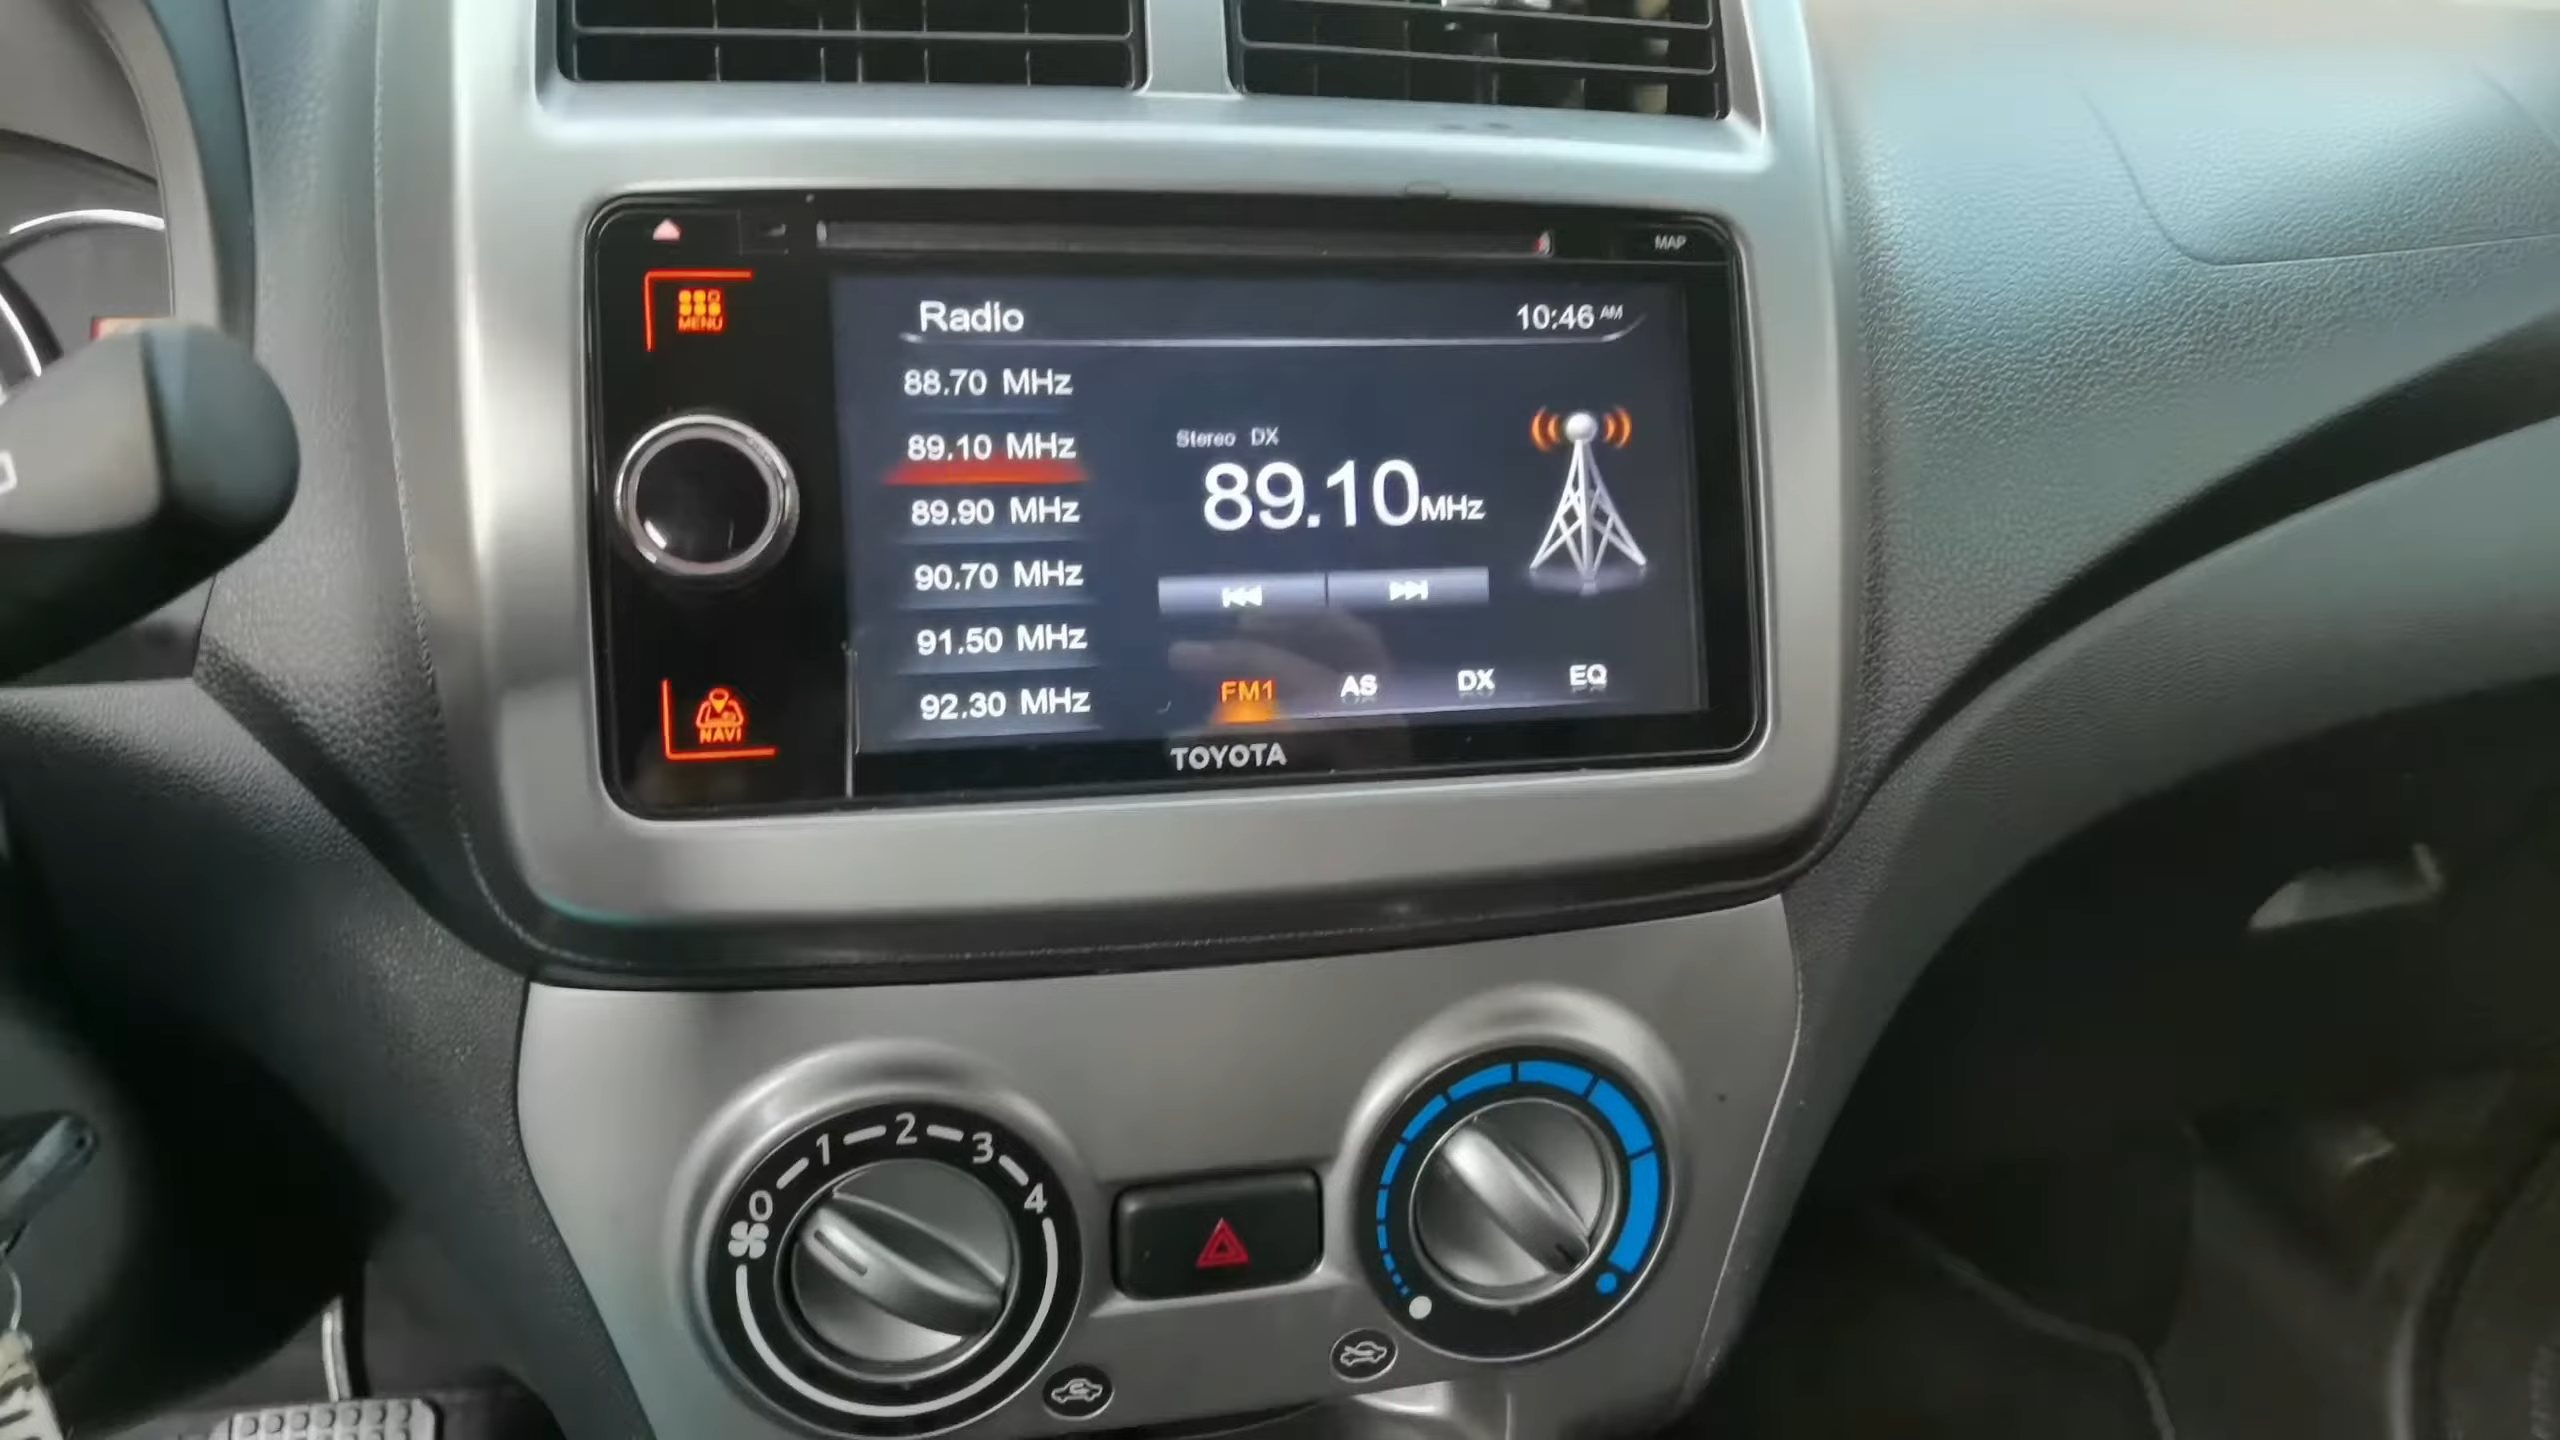 MAP
MENU
Radio
10:46 AM
88.70 MHz
89.10 MHz
89.90 MHz
90.70 MHz
91.50 MHz
92.30 MHz
Stereo DX
89.10 MHz
FM1 AS DX EQ
NAVI
TOYOTA
0 1 2 3 4